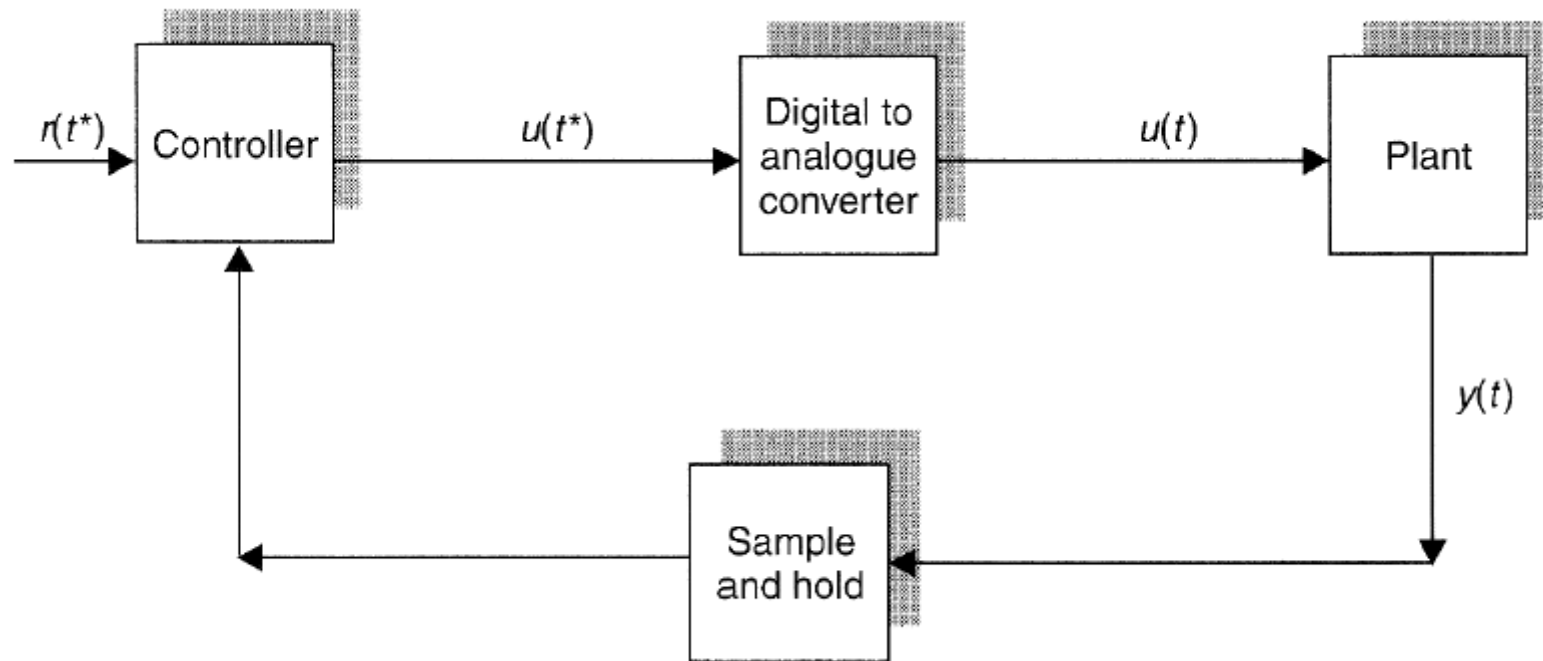 r(t*)
Controller
u(t*)
Digital to
analogue
converter
u(t)
Plant
y(t)
Sample
and hold